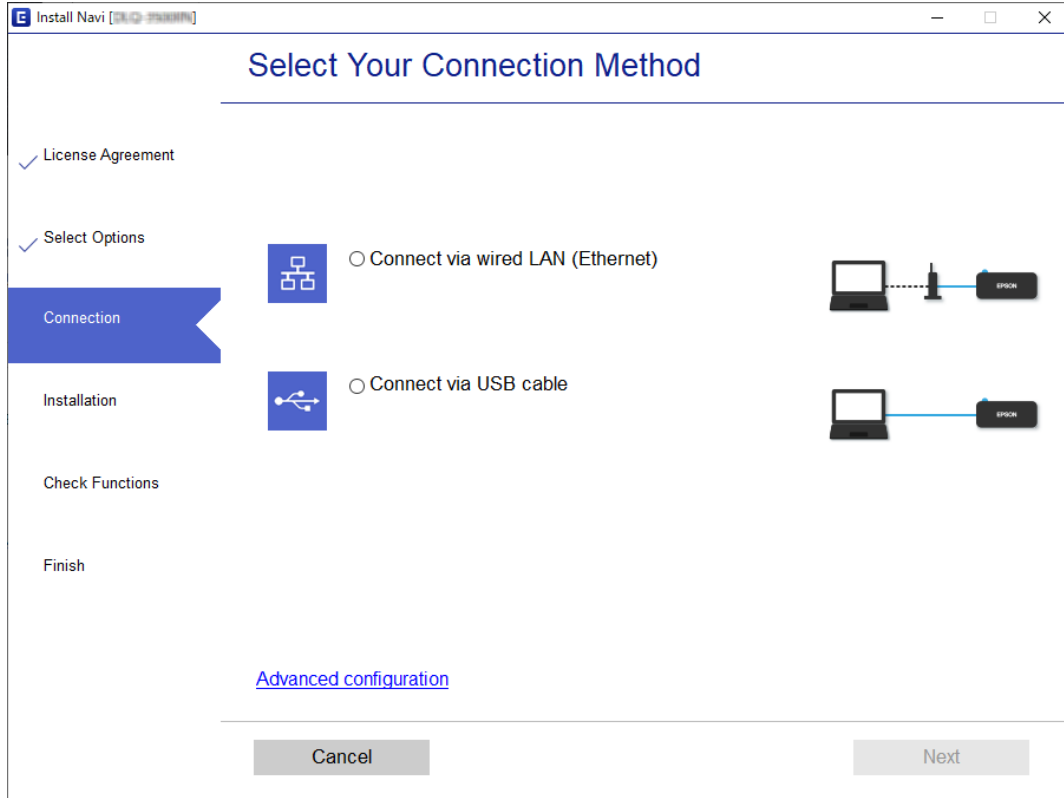 Install Navi [
Select Your Connection Method
License Agreement
Select Options
Connection
Installation
Check Functions
Finish
Connect via wired LAN (Ethernet)
EPSON
Connect via USB cable
EPSON
Advanced configuration
Cancel
Next